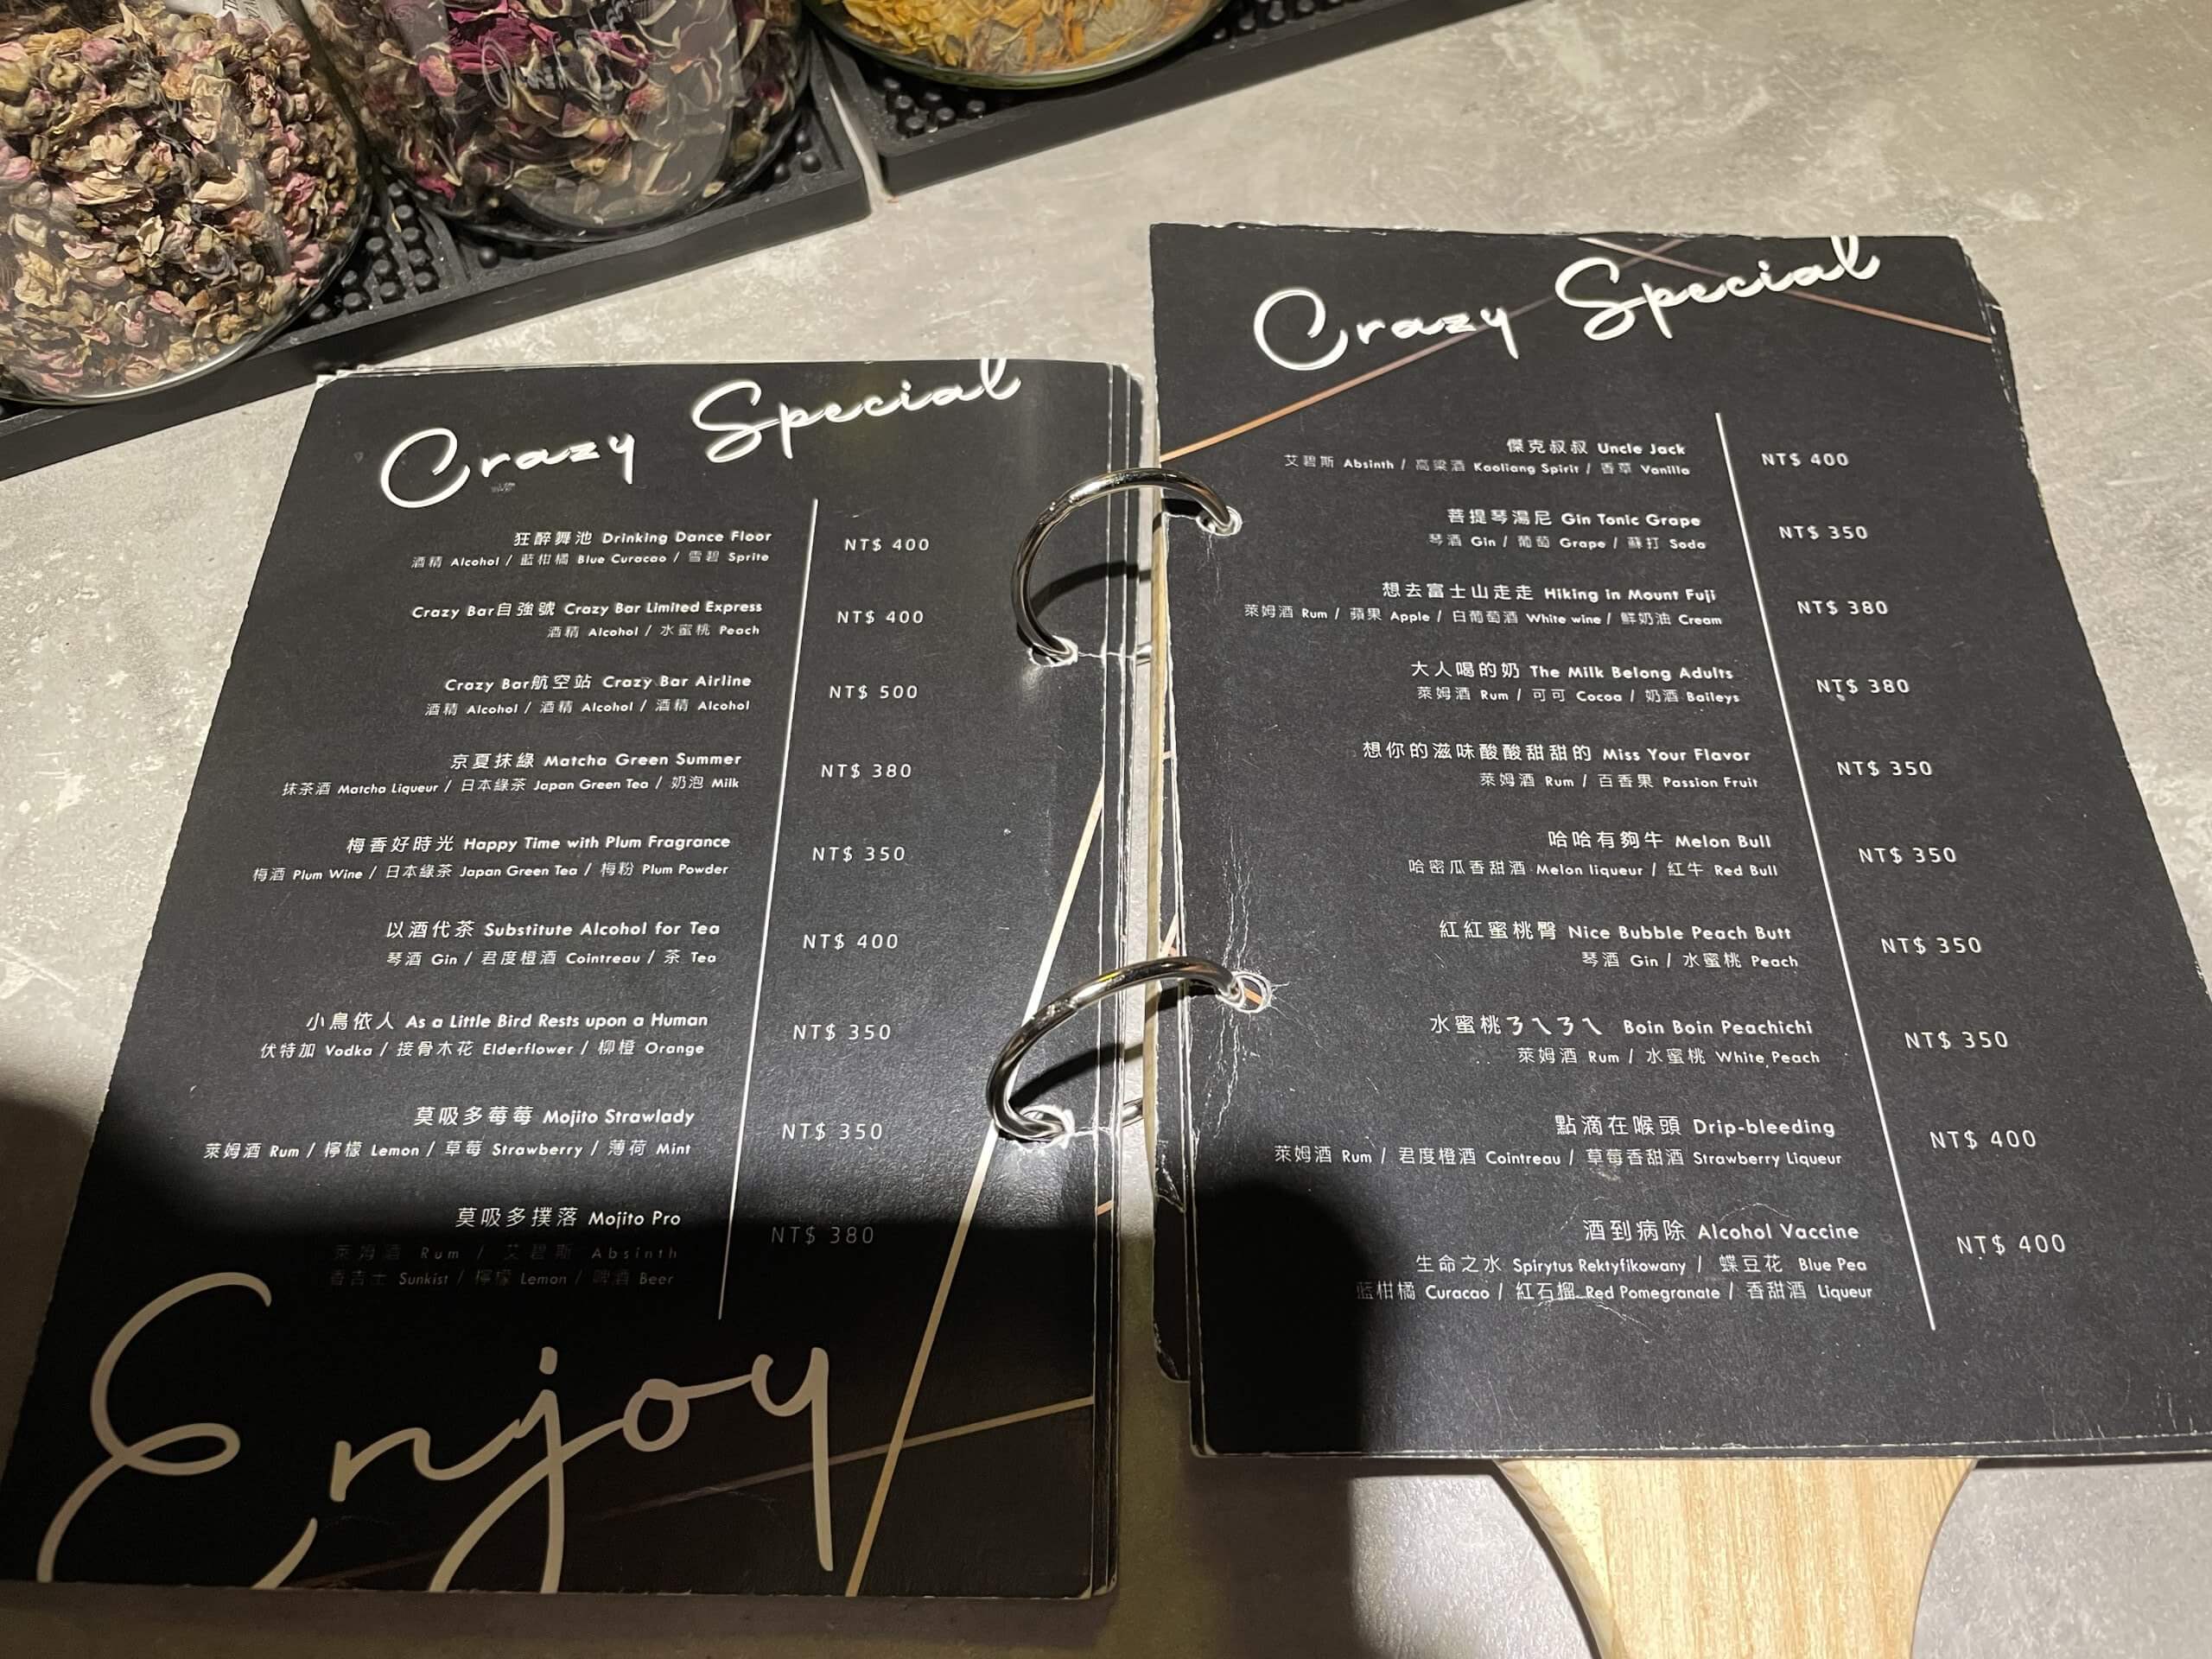 Crazy Special
狂醉舞池 Drinking Dance Floor
酒精 Alcohol / 藍柑橘 Blue Curacao / 雪碧 Sprite
NT$ 400
Crazy Bar自強號 Crazy Bar Limited Express
酒精 Alcohol / 水蜜桃 Peach
NT$ 400
Crazy Bar航空站 Crazy Bar Airline
酒精 Alcohol / 酒精 Alcohol / 酒精 Alcohol
NT$ 500
京夏抹綠 Matcha Green Summer
抹茶酒 Matcha Liqueur / 日本綠茶 Japan Green Tea / 奶泡 Milk
NT$ 380
梅香好時光 Happy Time with Plum Fragrance
梅酒 Plum Wine / 日本綠茶 Japan Green Tea / 梅粉 Plum Powder
NT$ 350
以酒代茶 Substitute Alcohol for Tea
琴酒 Gin / 君度橙酒 Cointreau / 茶 Tea
NT$ 400
小鳥依人 As a Little Bird Rests upon a Human
伏特加 Vodka / 接骨木花 Elderflower / 柳橙 Orange
NT$ 350
莫吸多莓莓 Mojito Strawlady
萊姆酒 Rum / 檸檬 Lemon / 草莓 Strawberry / 薄荷 Mint
NT$ 350
莫吸多撲落 Mojito Pro
萊姆酒 Rum / 艾碧斯 Absinth
香吉士 Sunkist / 檸檬 Lemon / 啤酒 Beer
NT$ 380
Enjoy
Crazy Special
傑克叔叔 Uncle Jack
艾碧斯 Absinth / 高粱酒 Kaoliang Spirit / 香草 Vanilla
NT$ 400
菩提琴湯尼 Gin Tonic Grape
琴酒 Gin / 葡萄 Grape / 蘇打 Soda
NT$ 350
想去富士山走走 Hiking in Mount Fuji
萊姆酒 Rum / 蘋果 Apple / 白葡萄酒 White wine / 鮮奶油 Cream
NT$ 380
大人喝的奶 The Milk Belong Adults
萊姆酒 Rum / 可可 Cocoa / 奶酒 Baileys
NT$ 380
想你的滋味酸酸甜甜的 Miss Your Flavor
萊姆酒 Rum / 百香果 Passion Fruit
NT$ 350
哈哈有夠牛 Melon Bull
哈密瓜香甜酒 Melon liqueur / 紅牛 Red Bull
NT$ 350
紅紅蜜桃臀 Nice Bubble Peach Butt
琴酒 Gin / 水蜜桃 Peach
NT$ 350
水蜜桃ㄋㄟㄋㄟ Boin Boin Peachichi
萊姆酒 Rum / 水蜜桃 White Peach
NT$ 350
點滴在喉頭 Drip-bleeding
萊姆酒 Rum / 君度橙酒 Cointreau / 草莓香甜酒 Strawberry Liqueur
NT$ 400
酒到病除 Alcohol Vaccine
生命之水 Spirytus Rektyfikowany / 蝶豆花 Blue Pea
藍柑橘 Curacao / 紅石榴 Red Pomegranate / 香甜酒 Liqueur
NT$ 400